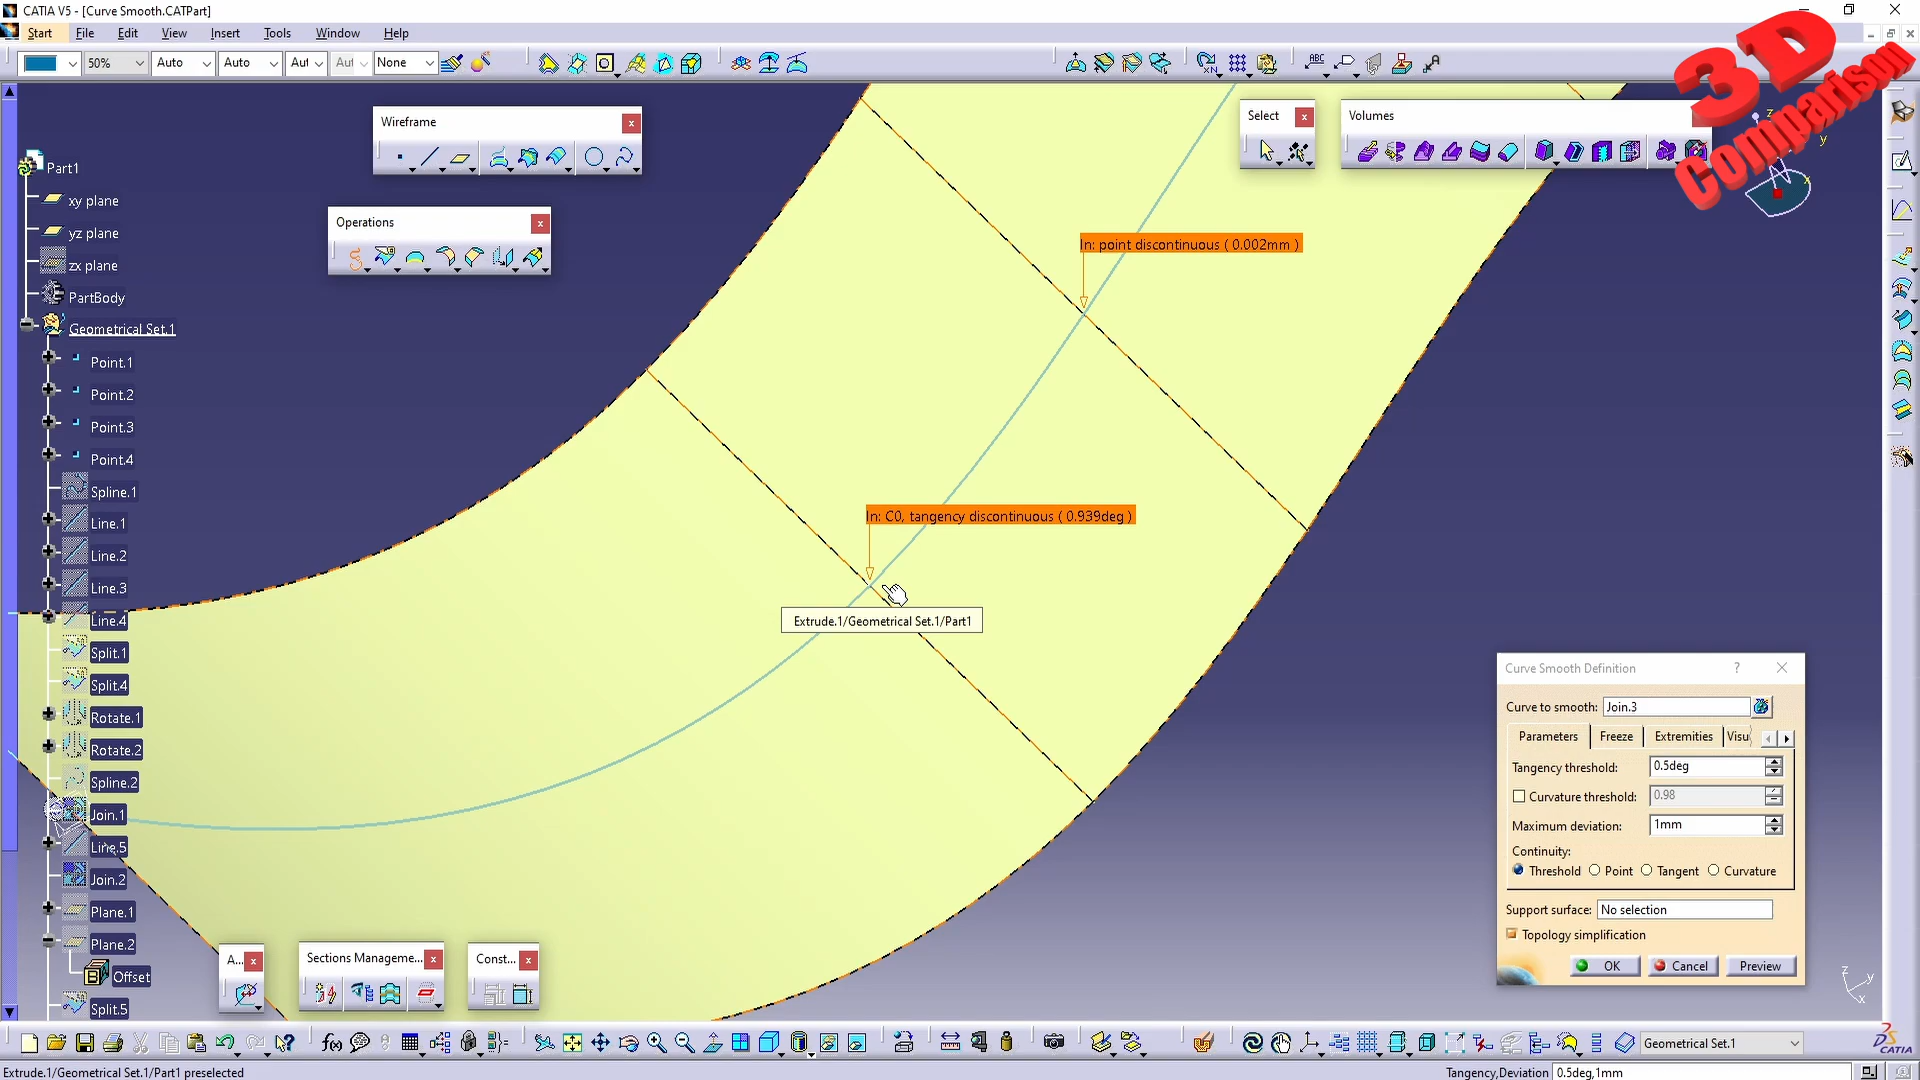 CATIA V5 - [Curve Smooth.CATPart]
Start File Edit View Insert Tools Window Help
50% Auto Auto Aut Aut None
3D
Comparison
Wireframe
Select
Volumes
Operations
Part1
xy plane
yz plane
zx plane
PartBody
Geometrical Set.1
Point.1
Point.2
Point.3
Point.4
Spline.1
Line.1
Line.2
Line.3
Line.4
Split.1
Split.4
Rotate.1
Rotate.2
Spline.2
Join.1
Line.5
Join.2
Plane.1
Plane.2
Offset
Split.5
In: point discontinuous ( 0.002mm )
In: C0, tangency discontinuous ( 0.939deg )
Extrude.1/Geometrical Set.1/Part1
Curve Smooth Definition
Curve to smooth: Join.3
Parameters Freeze Extremities Visu
Tangency threshold: 0.5deg
Curvature threshold: 0.98
Maximum deviation: 1mm
Continuity:
Threshold Point Tangent Curvature
Support surface: No selection
Topology simplification
OK Cancel Preview
A...
Sections Manageme...
Const...
z
y
x
Geometrical Set.1
CATIA
Extrude.1/Geometrical Set.1/Part1 preselected
Tangency,Deviation 0.5deg,1mm